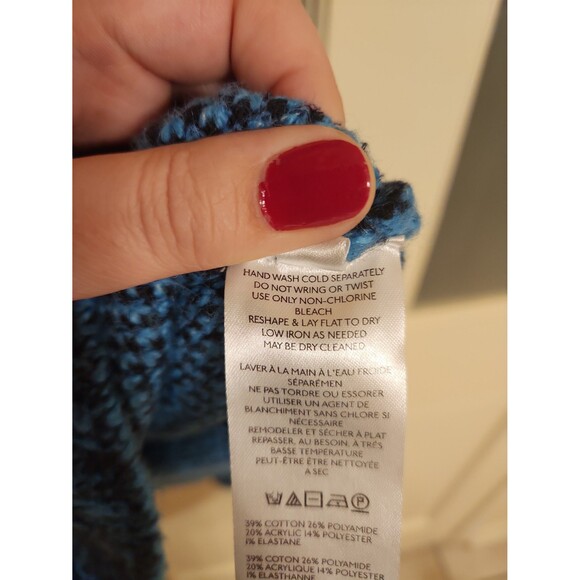 HAND WASH COLD SEPARATELY
DO NOT WRING OR TWIST
USE ONLY NON-CHLORINE
BLEACH
RESHAPE & LAY FLAT TO DRY
LOW IRON AS NEEDED
MAY BE DRY CLEANED
LAVER À LA MAIN À L'EAU FROIDE
SÉPARÉMEN
NE PAS TORDRE OU ESSORER
UTILISER UN AGENT DE
BLANCHIMENT SANS CHLORE SI
NÉCESSAIRE
REMODELER ET SÉCHER À PLAT
REPASSER, AU BESOIN, À TRÉS
BASSE TEMPÉRATURE
PEUT-ÊTRE ÊTRE NETTOYÉE
A SEC
39% COTTON 26% POLYAMIDE
20% ACRYLIC 14% POLYESTER
1% ELASTANE
39% COTON 26% POLYAMIDE
20% ACRYLIQUE 14% POLYESTER
1% ELASTHANNE